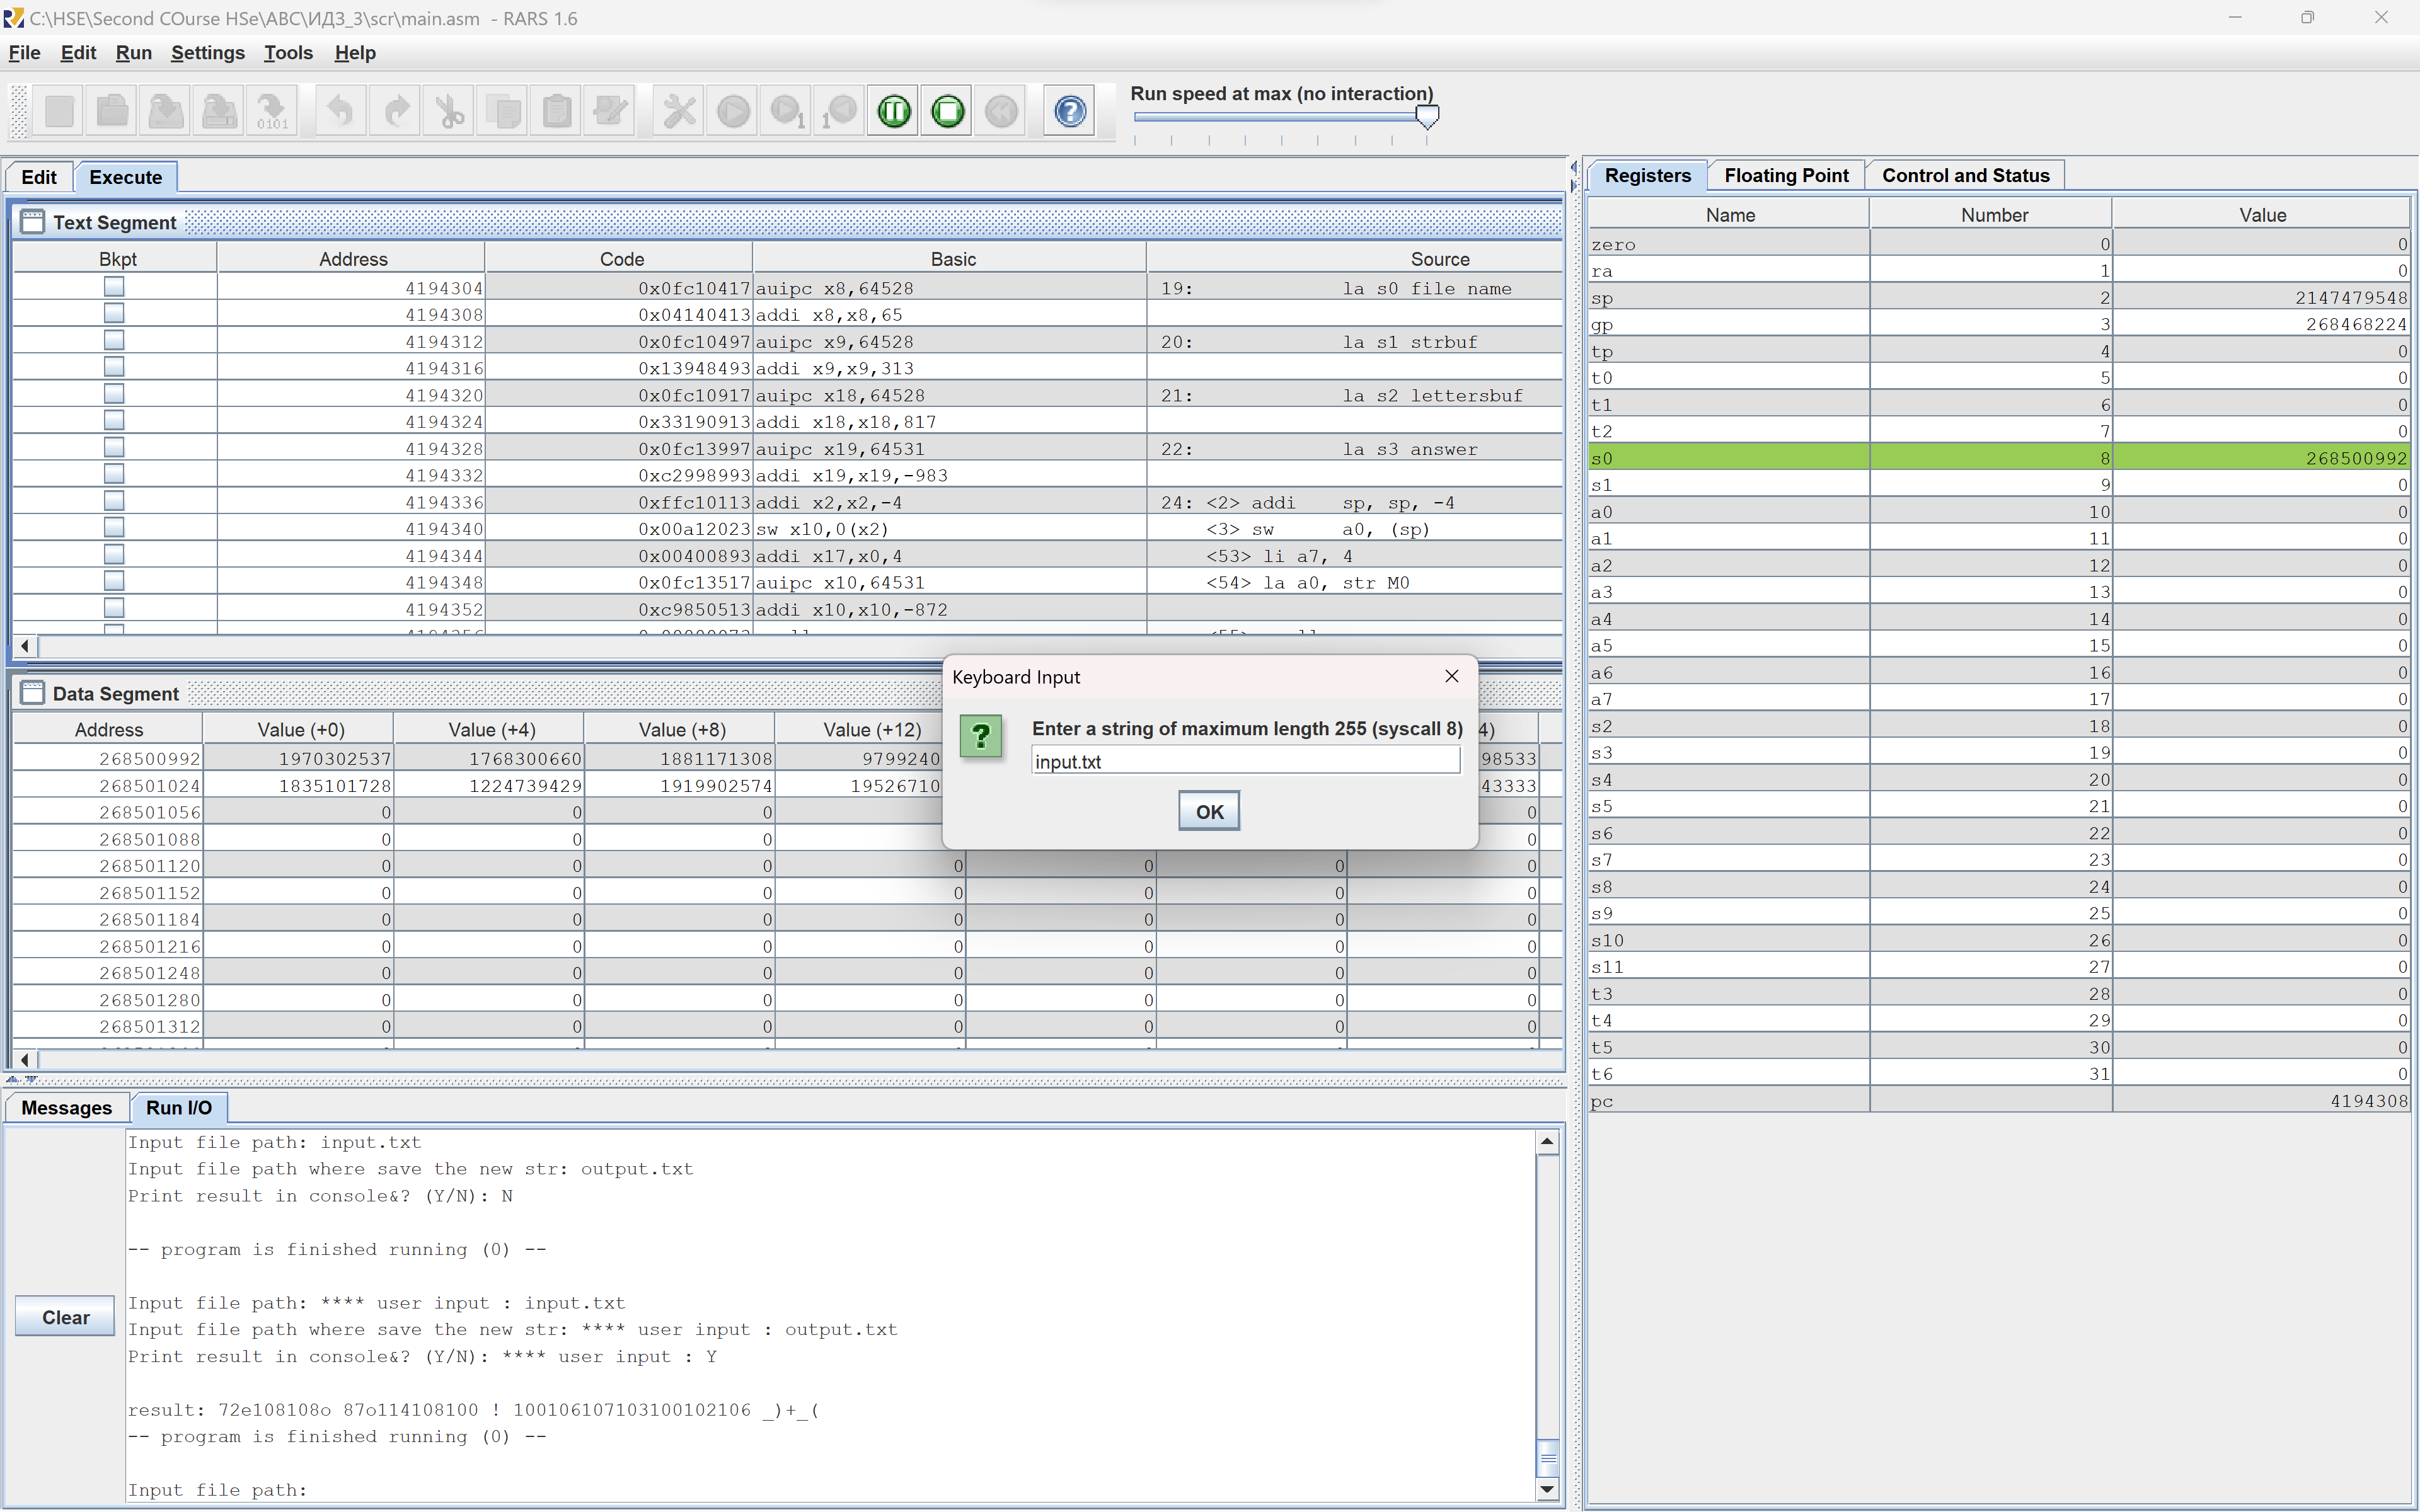 C:\HSE\Second COurse HSe\ABC\ИДЗ_3\scr\main.asm - RARS 1.6
File Edit Run Settings Tools Help
Run speed at max (no interaction)
0101 1 1
Edit Execute
Text Segment
Bkpt Address Code Basic Source
4194304 0x0fc10417 auipc x8,64528 19: la s0 file name
4194308 0x04140413 addi x8,x8,65
4194312 0x0fc10497 auipc x9,64528 20: la s1 strbuf
4194316 0x13948493 addi x9,x9,313
4194320 0x0fc10917 auipc x18,64528 21: la s2 lettersbuf
4194324 0x33190913 addi x18,x18,817
4194328 0x0fc13997 auipc x19,64531 22: la s3 answer
4194332 0xc2998993 addi x19,x19,-983
4194336 0xffc10113 addi x2,x2,-4 24: <2> addi sp, sp, -4
4194340 0x00a12023 sw x10,0(x2) <3> sw a0, (sp)
4194344 0x00400893 addi x17,x0,4 <53> li a7, 4
4194348 0x0fc13517 auipc x10,64531 <54> la a0, str M0
4194352 0xc9850513 addi x10,x10,-872
Data Segment
Address Value (+0) Value (+4) Value (+8) Value (+12) 4)
268500992 1970302537 1768300660 1881171308 9799240 98533
268501024 1835101728 1224739429 1919902574 19526710 43333
268501056 0 0 0 0
268501088 0 0 0 0
268501120 0 0 0 0 0 0 0
268501152 0 0 0 0 0 0 0
268501184 0 0 0 0 0 0 0
268501216 0 0 0 0 0 0 0
268501248 0 0 0 0 0 0 0
268501280 0 0 0 0 0 0 0
268501312 0 0 0 0 0 0 0
Keyboard Input
Enter a string of maximum length 255 (syscall 8)
input.txt
OK
Messages Run I/O
Clear
Input file path: input.txt
Input file path where save the new str: output.txt
Print result in console&? (Y/N): N
-- program is finished running (0) --
Input file path: **** user input : input.txt
Input file path where save the new str: **** user input : output.txt
Print result in console&? (Y/N): **** user input : Y
result: 72e108108o 87o114108100 ! 100106107103100102106 _)+_(
-- program is finished running (0) --
Input file path:
Registers Floating Point Control and Status
Name Number Value
zero 0 0
ra 1 0
sp 2 2147479548
gp 3 268468224
tp 4 0
t0 5 0
t1 6 0
t2 7 0
s0 8 268500992
s1 9 0
a0 10 0
a1 11 0
a2 12 0
a3 13 0
a4 14 0
a5 15 0
a6 16 0
a7 17 0
s2 18 0
s3 19 0
s4 20 0
s5 21 0
s6 22 0
s7 23 0
s8 24 0
s9 25 0
s10 26 0
s11 27 0
t3 28 0
t4 29 0
t5 30 0
t6 31 0
pc 4194308